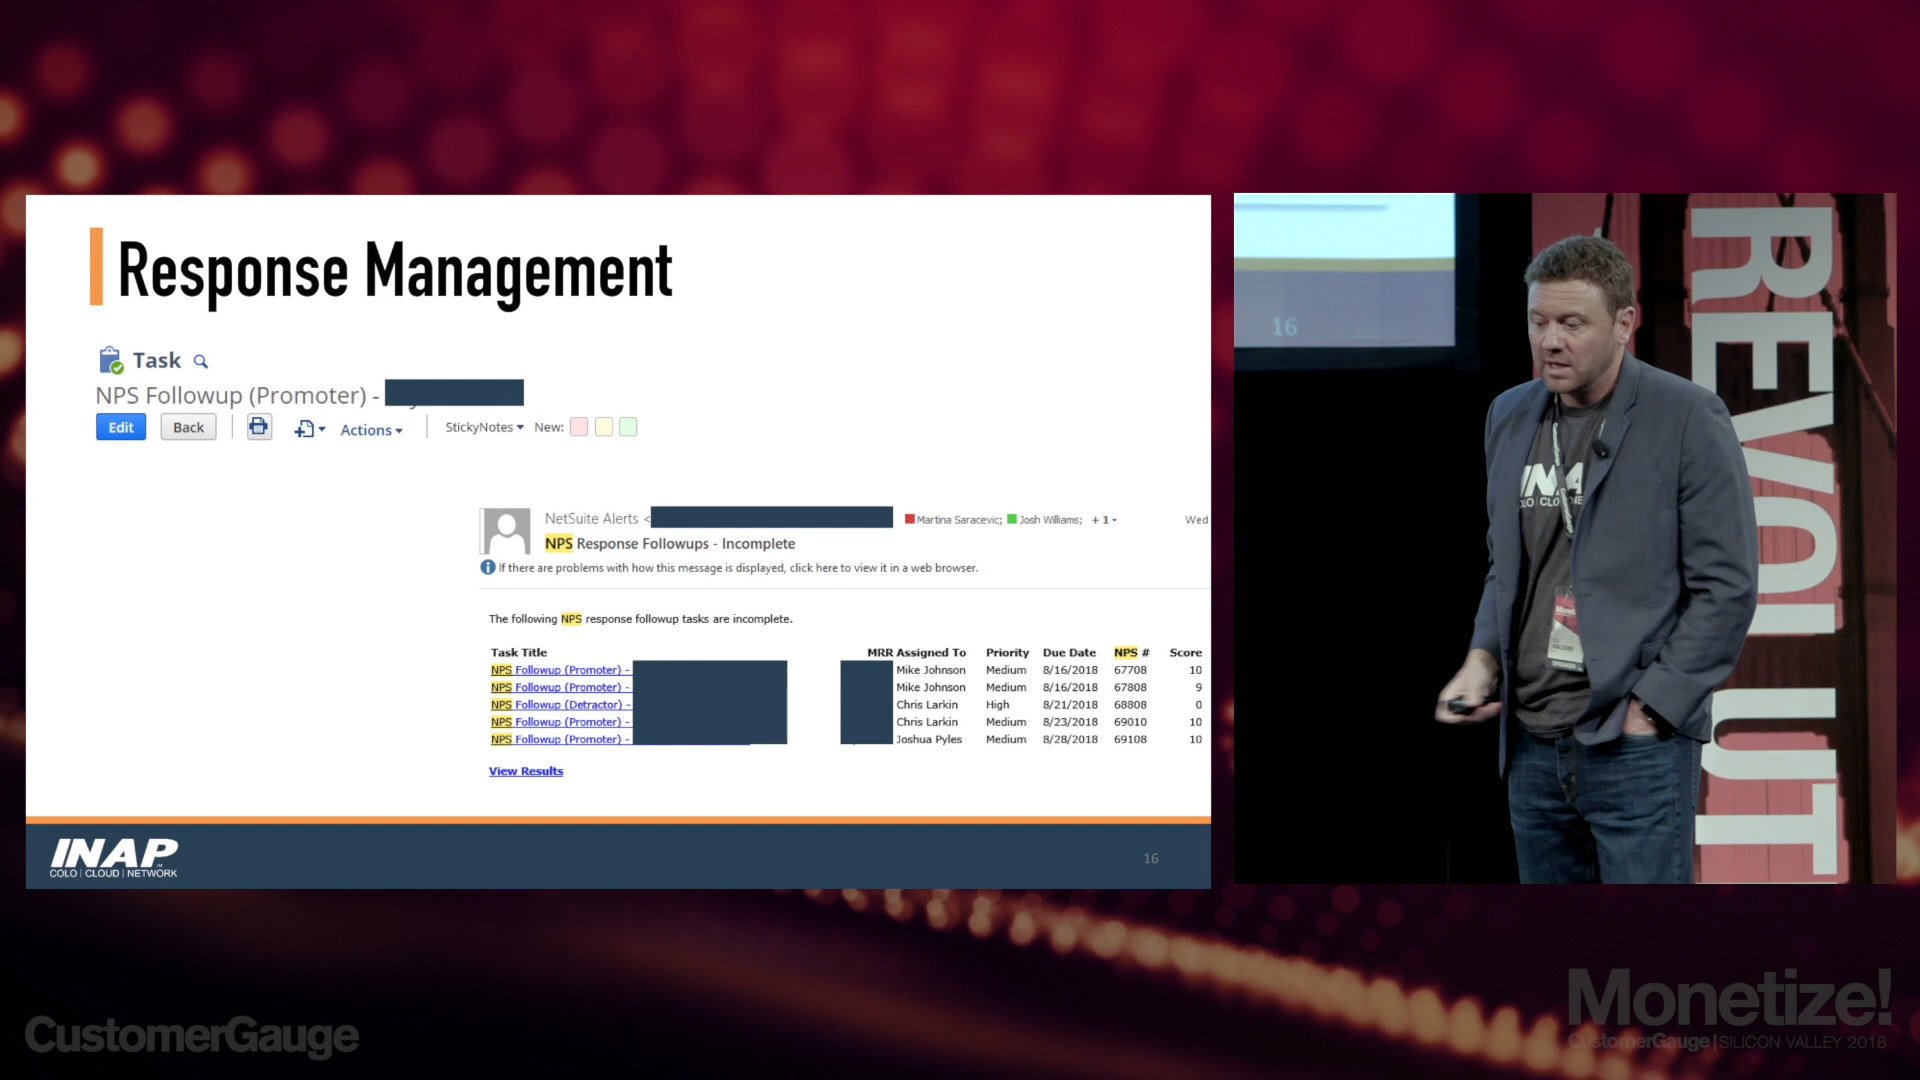 Response Management
Task
NPS Followup (Promoter) -
Edit Back Actions StickyNotes New:
NetSuite Alerts < Martina Saracevic; Josh Williams; + 1 Wed
NPS Response Followups - Incomplete
If there are problems with how this message is displayed, click here to view it in a web browser.
The following NPS response followup tasks are incomplete.
Task Title MRR Assigned To Priority Due Date NPS # Score
NPS Followup (Promoter) - Mike Johnson Medium 8/16/2018 67708 10
NPS Followup (Promoter) - Mike Johnson Medium 8/16/2018 67808 9
NPS Followup (Detractor) - Chris Larkin High 8/21/2018 68808 0
NPS Followup (Promoter) - Chris Larkin Medium 8/23/2018 69010 10
NPS Followup (Promoter) - Joshua Pyles Medium 8/28/2018 69108 10
View Results
INAP
COLO | CLOUD | NETWORK
16
16
REVOLUT
INA
CustomerGauge
Monetize!
CustomerGauge | SILICON VALLEY 2018